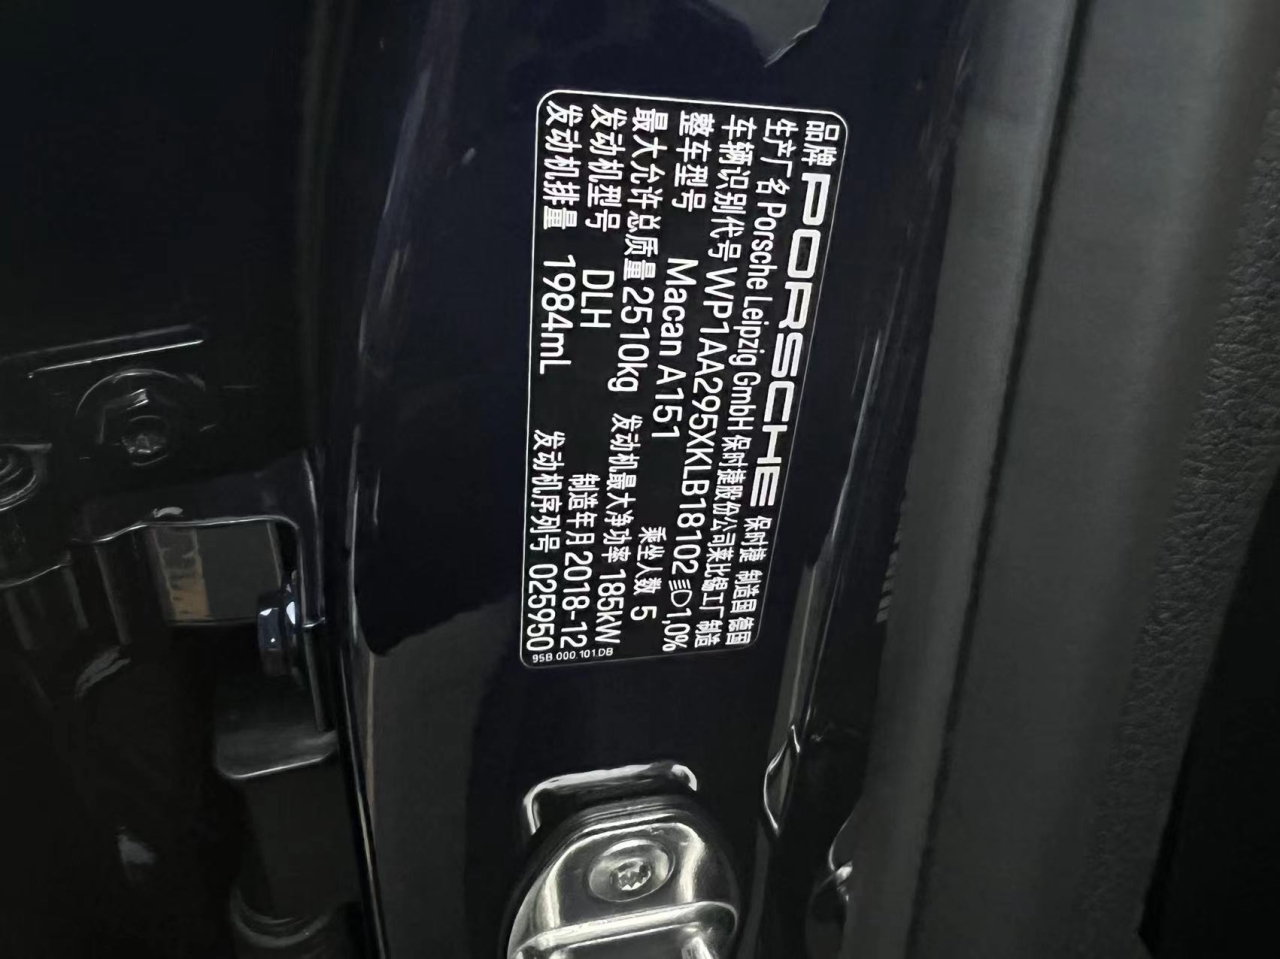 品牌 PORSCHE 保时捷 制造国 德国
生产厂名 Porsche Leipzig GmbH 保时捷股份公司莱比锡工厂制造
车辆识别代号 WP1AA295XKLB18102 1,0%
整车型号 Macan A151 乘坐人数 5
最大允许总质量 2510kg 发动机最大净功率 185kW
发动机型号 DLH 制造年月 2018-12
发动机排量 1984mL 发动机序列号 025950
95B.000.101.DB